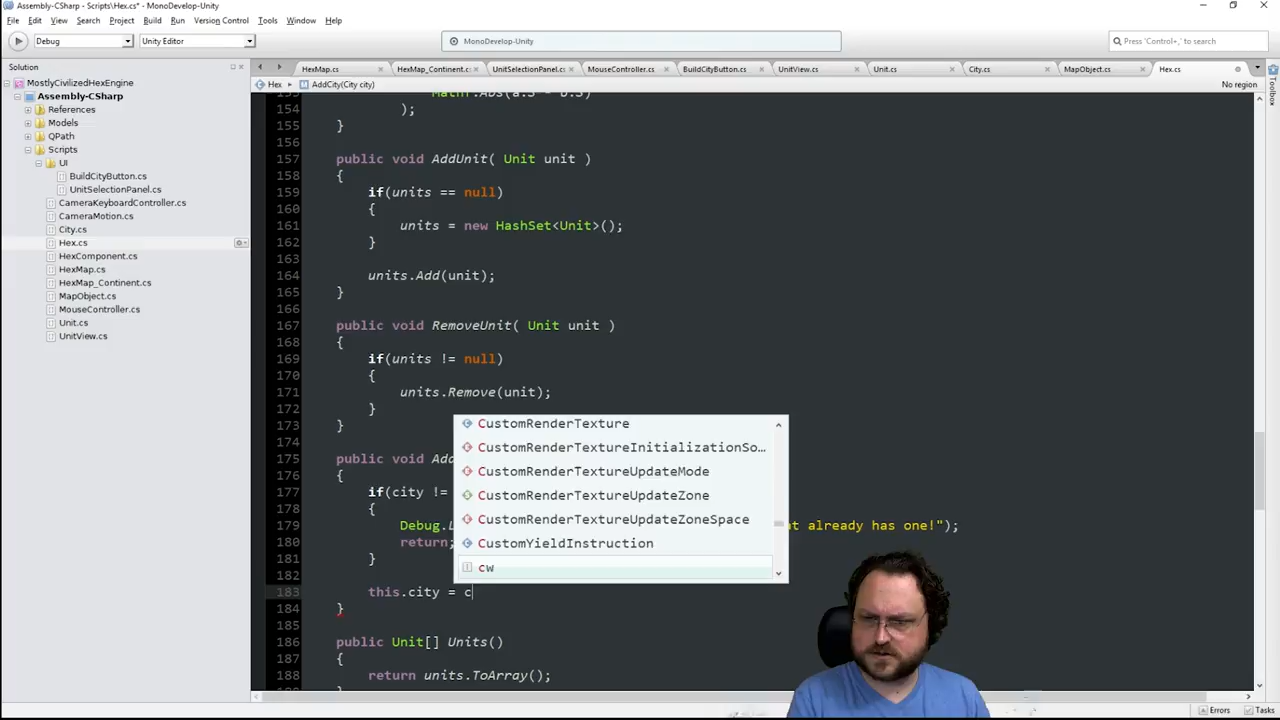 Assembly-CSharp - Scripts\Hex.cs* - MonoDevelop-Unity
File Edit View Search Project Build Run Version Control Tools Window Help
Debug Unity Editor MonoDevelop-Unity Press 'Control+,' to search
Solution
MostlyCivilizedHexEngine
Assembly-CSharp
References
Models
QPath
Scripts
UI
BuildCityButton.cs
UnitSelectionPanel.cs
CameraKeyboardController.cs
CameraMotion.cs
City.cs
Hex.cs
HexComponent.cs
HexMap.cs
HexMap_Continent.cs
MapObject.cs
MouseController.cs
Unit.cs
UnitView.cs
HexMap.cs HexMap_Continent.c: UnitSelectionPanel.cs MouseController.cs BuildCityButton.cs UnitView.cs Unit.cs City.cs MapObject.cs Hex.cs
Hex AddCity(City city) No region
154 );
155 }
156
157 public void AddUnit( Unit unit )
158 {
159 if(units == null)
160 {
161 units = new HashSet<Unit>();
162 }
163
164 units.Add(unit);
165 }
166
167 public void RemoveUnit( Unit unit )
168 {
169 if(units != null)
170 {
171 units.Remove(unit);
172 }
173 }
174
175 public void Add
176 {
177 if(city !=
178 {
179 Debug. t already has one!");
180 return;
181 }
182
183 this.city = c
184 }
185
186 public Unit[] Units()
187 {
188 return units.ToArray();
CustomRenderTexture
CustomRenderTextureInitializationSo…
CustomRenderTextureUpdateMode
CustomRenderTextureUpdateZone
CustomRenderTextureUpdateZoneSpace
CustomYieldInstruction
cw
Toolbox
Errors Tasks